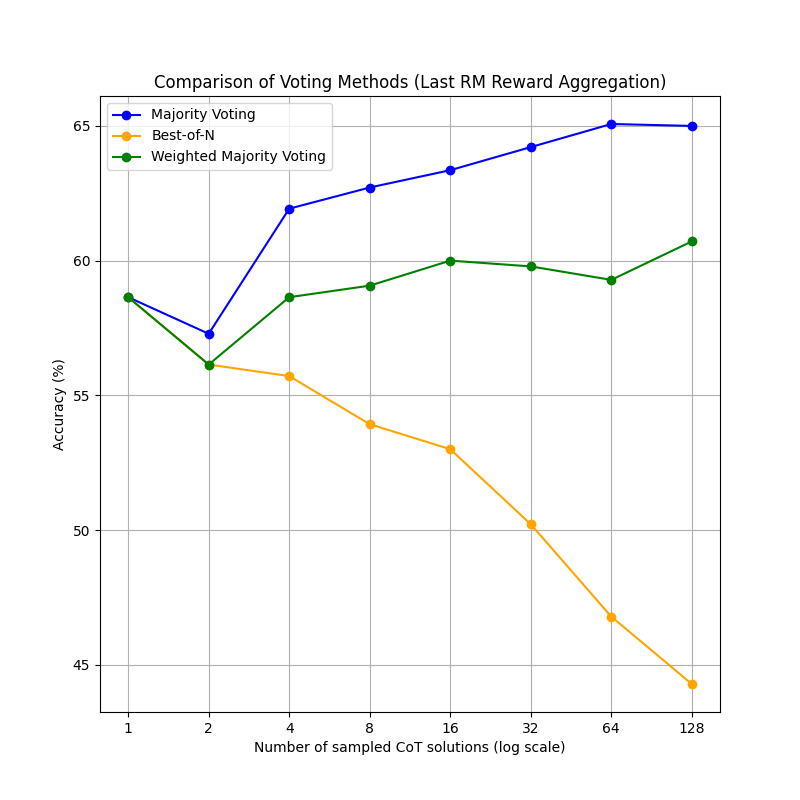 Comparison of Voting Methods (Last RM Reward Aggregation)
Majority Voting
Best-of-N
Weighted Majority Voting
Accuracy (%)
65
60
55
50
45
1 2 4 8 16 32 64 128
Number of sampled CoT solutions (log scale)